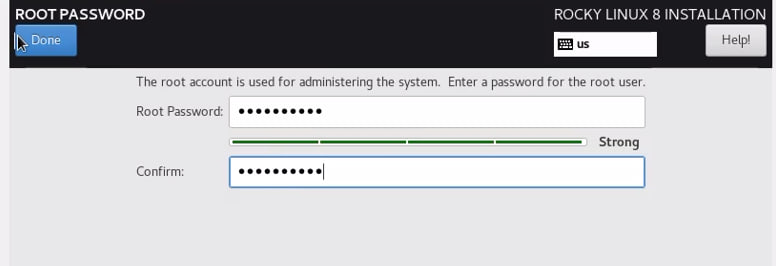 ROOT PASSWORD
ROCKY LINUX 8 INSTALLATION
Done
us
Help!
The root account is used for administering the system. Enter a password for the root user.
Root Password: ●●●●●●●●●●
Strong
Confirm: ●●●●●●●●●●